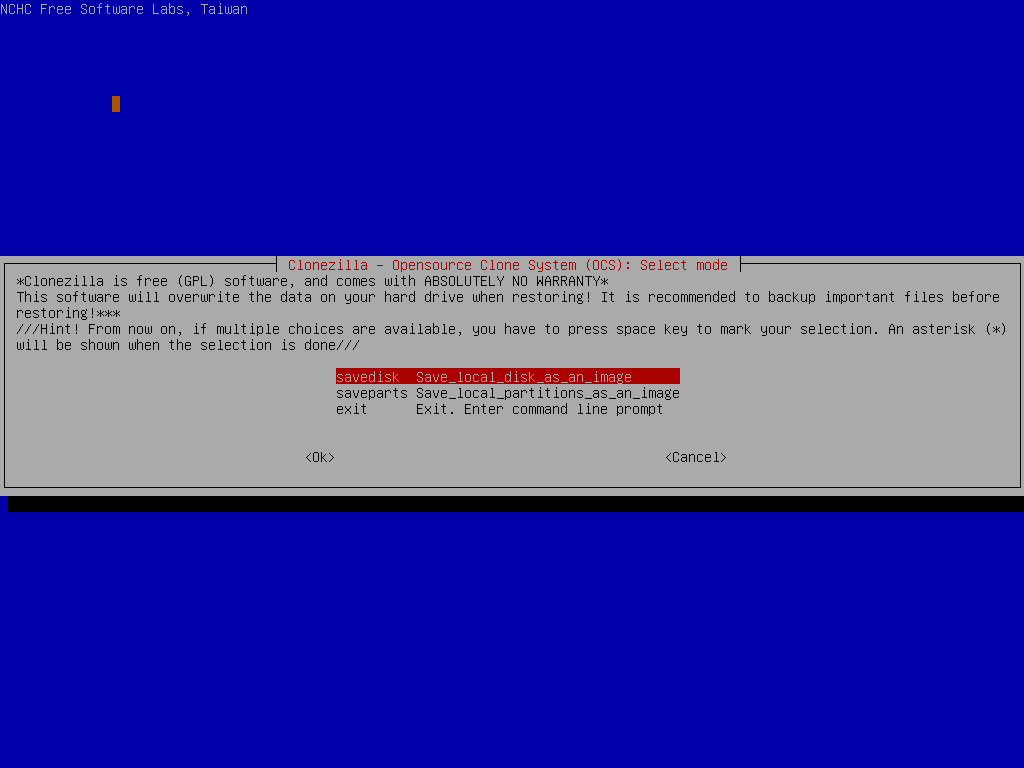 NCHC Free Software Labs, Taiwan
Clonezilla - Opensource Clone System (OCS): Select mode
*Clonezilla is free (GPL) software, and comes with ABSOLUTELY NO WARRANTY*
This software will overwrite the data on your hard drive when restoring! It is recommended to backup important files before
restoring!***
///Hint! From now on, if multiple choices are available, you have to press space key to mark your selection. An asterisk (*)
will be shown when the selection is done///
savedisk Save_local_disk_as_an_image
saveparts Save_local_partitions_as_an_image
exit Exit. Enter command line prompt
<Ok> <Cancel>